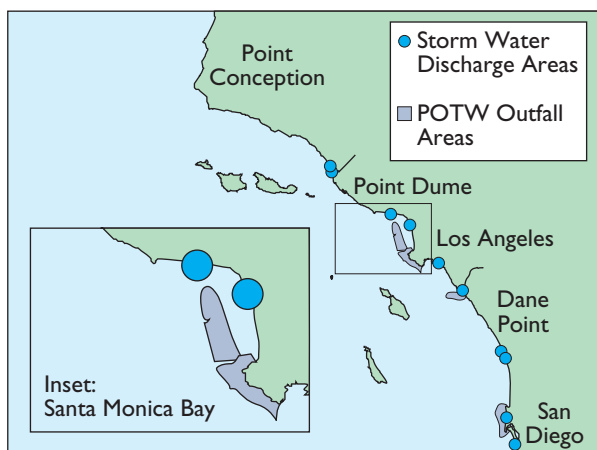 Point
Conception
Storm Water
Discharge Areas
POTW Outfall
Areas
Point Dume
Los Angeles
Dane
Point
San
Diego
Inset:
Santa Monica Bay